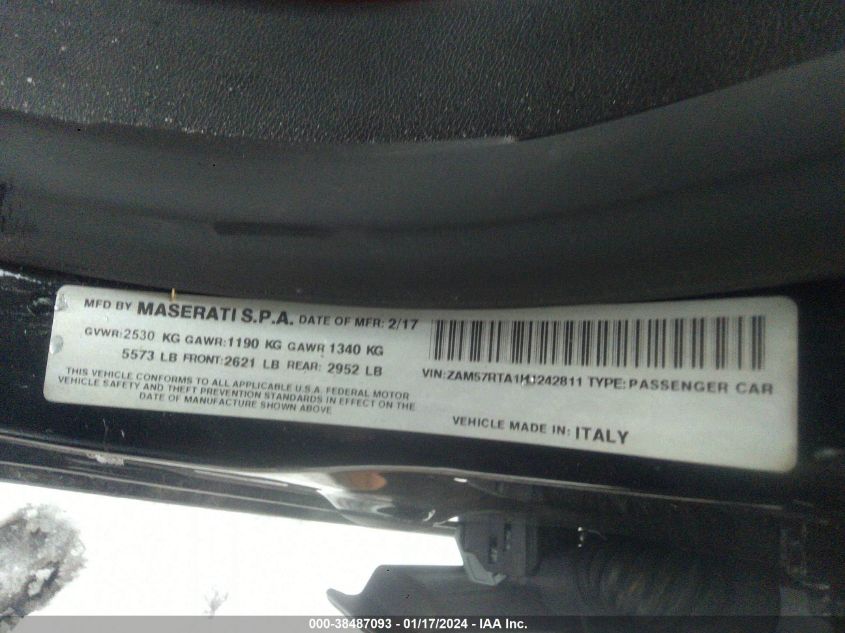 MFD BY MASERATI S.P.A. DATE OF MFR: 2/17
GVWR:2530 KG GAWR:1190 KG GAWR 1340 KG
5573 LB FRONT:2621 LB REAR: 2952 LB
THIS VEHICLE CONFORMS TO ALL APPLICABLE U.S.A. FEDERAL MOTOR
VEHICLE SAFETY AND THEFT PREVENTION STANDARDS IN EFFECT ON THE
DATE OF MANUFACTURE SHOWN ABOVE
TYPE: PASSENGER CAR
VEHICLE MADE IN: ITALY
000-38487093 - 01/17/2024 - IAA Inc.